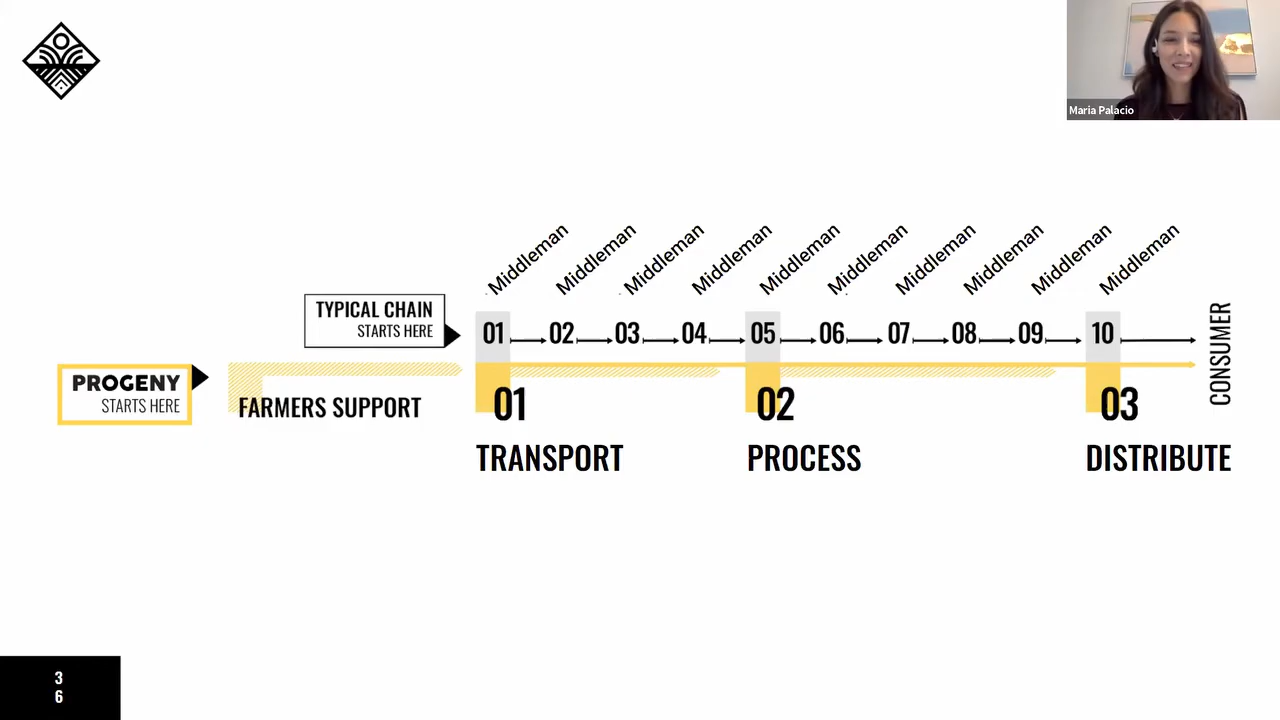 Maria Palacio
Middleman Middleman Middleman Middleman Middleman Middleman Middleman Middleman Middleman Middleman
TYPICAL CHAIN
STARTS HERE
01 02 03 04 05 06 07 08 09 10
CONSUMER
PROGENY
STARTS HERE
FARMERS SUPPORT
01 02 03
TRANSPORT PROCESS DISTRIBUTE
3
6